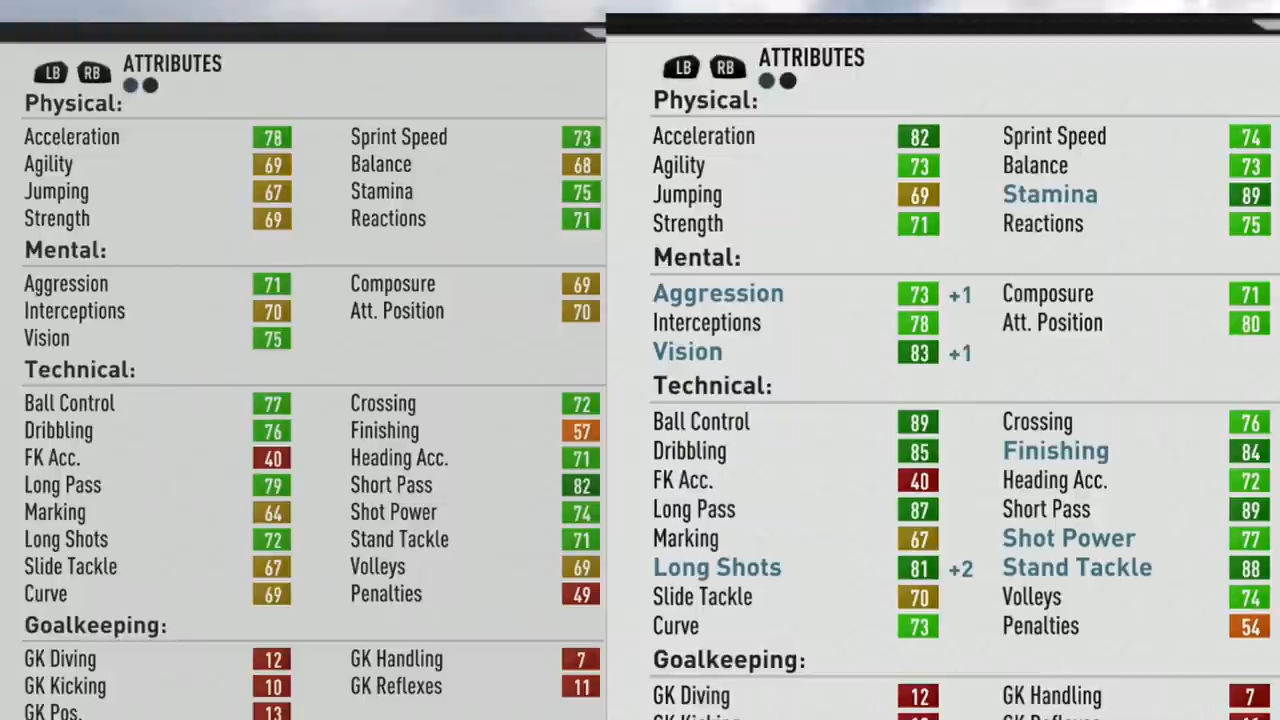 LB RB ATTRIBUTES
Physical:
Acceleration 78 Sprint Speed 73
Agility 69 Balance 68
Jumping 67 Stamina 75
Strength 69 Reactions 71
Mental:
Aggression 71 Composure 69
Interceptions 70 Att. Position 70
Vision 75
Technical:
Ball Control 77 Crossing 72
Dribbling 76 Finishing 57
FK Acc. 40 Heading Acc. 71
Long Pass 79 Short Pass 82
Marking 64 Shot Power 74
Long Shots 72 Stand Tackle 71
Slide Tackle 67 Volleys 69
Curve 69 Penalties 49
Goalkeeping:
GK Diving 12 GK Handling 7
GK Kicking 10 GK Reflexes 11
GK Pos. 13
LB RB ATTRIBUTES
Physical:
Acceleration 82 Sprint Speed 74
Agility 73 Balance 73
Jumping 69 Stamina 89
Strength 71 Reactions 75
Mental:
Aggression 73 +1 Composure 71
Interceptions 78 Att. Position 80
Vision 83 +1
Technical:
Ball Control 89 Crossing 76
Dribbling 85 Finishing 84
FK Acc. 40 Heading Acc. 72
Long Pass 87 Short Pass 89
Marking 67 Shot Power 77
Long Shots 81 +2 Stand Tackle 88
Slide Tackle 70 Volleys 74
Curve 73 Penalties 54
Goalkeeping:
GK Diving 12 GK Handling 7
GK Kicking GK Reflexes